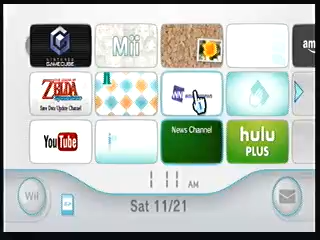 NINTENDO
GAMECUBE
Mii
amaz
THE LEGEND OF
ZELDA
Save Data Update Channel
YouTube
News Channel
hulu
PLUS
Wii
1 11 AM
Sat 11/21